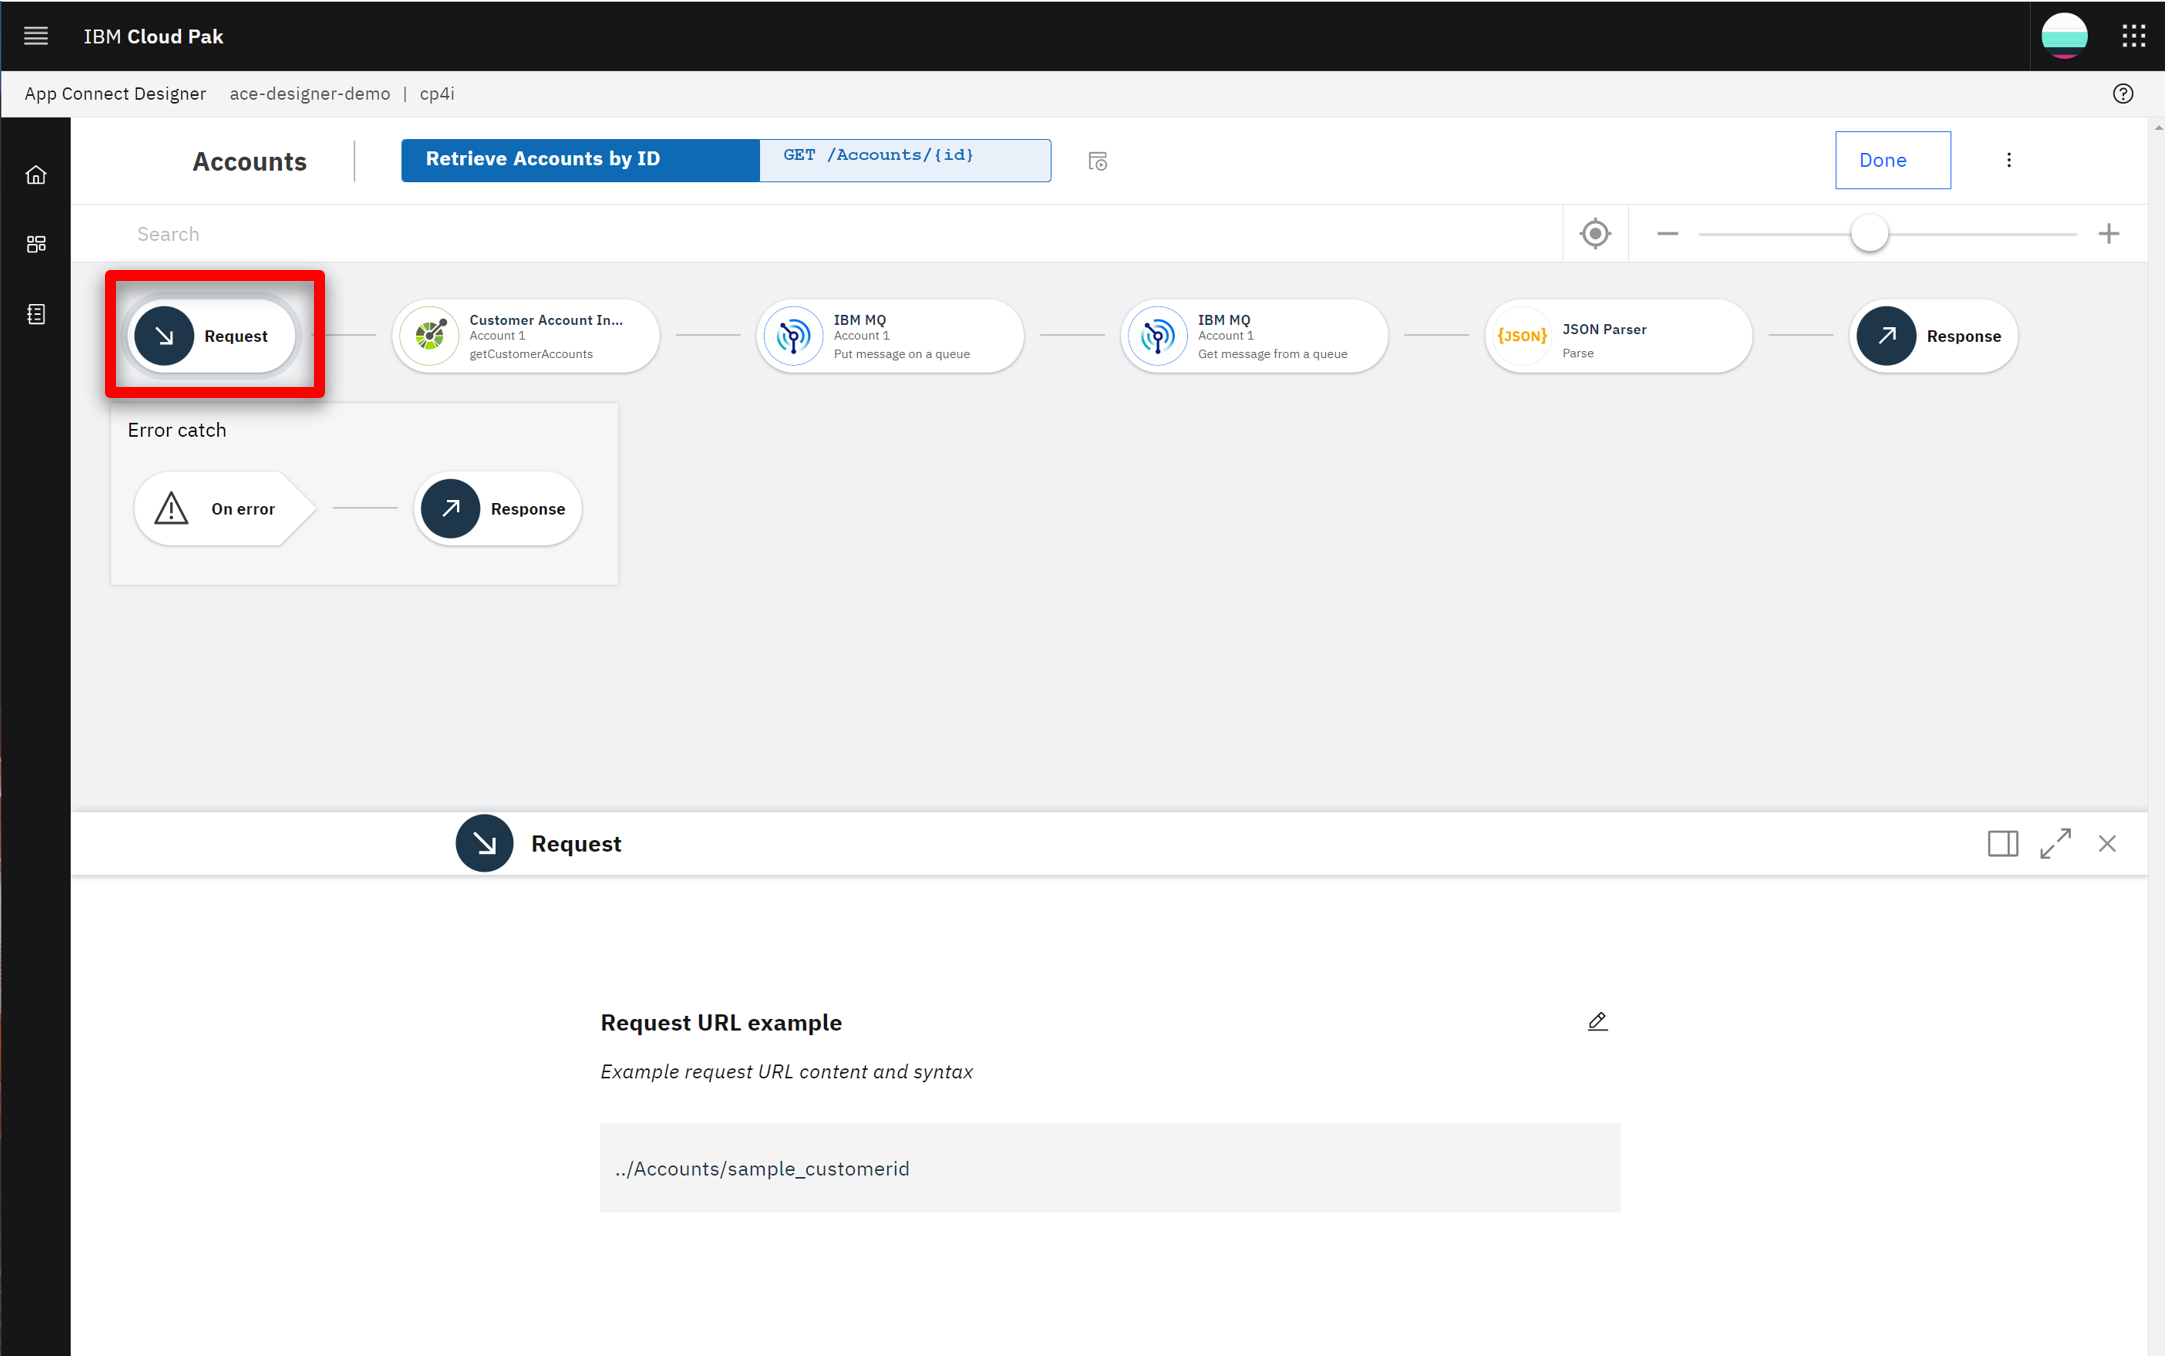 IBM Cloud Pak
App Connect Designer ace-designer-demo | cp4i
Accounts
Retrieve Accounts by ID
GET /Accounts/{id}
Done
Search
Request
Customer Account In...
Account 1
getCustomerAccounts
IBM MQ
Account 1
Put message on a queue
IBM MQ
Account 1
Get message from a queue
{JSON}
JSON Parser
Parse
Response
Error catch
On error
Response
Request
Request URL example
Example request URL content and syntax
../Accounts/sample_customerid